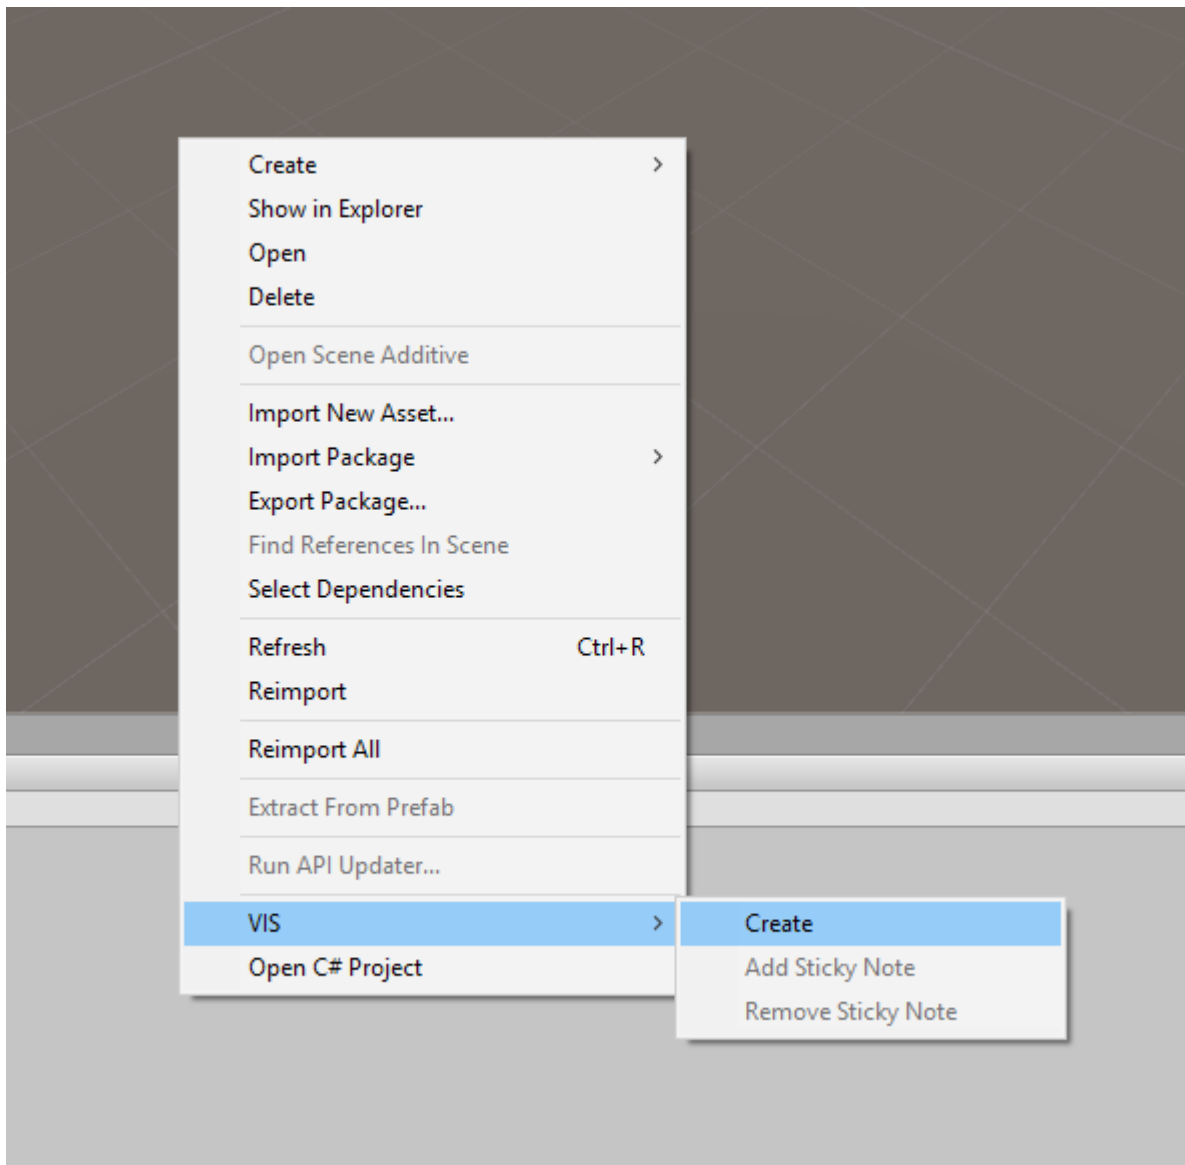 Create
Show in Explorer
Open
Delete
Open Scene Additive
Import New Asset...
Import Package
Export Package...
Find References In Scene
Select Dependencies
Refresh Ctrl+R
Reimport
Reimport All
Extract From Prefab
Run API Updater...
VIS
Open C# Project
Create
Add Sticky Note
Remove Sticky Note